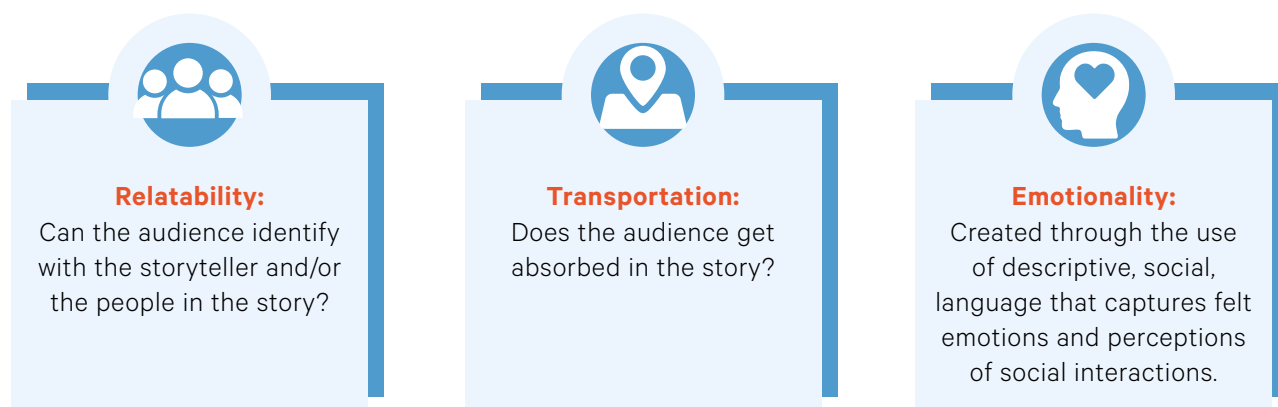 Relatability:
Can the audience identify
with the storyteller and/or
the people in the story?
Transportation:
Does the audience get
absorbed in the story?
Emotionality:
Created through the use
of descriptive, social,
language that captures felt
emotions and perceptions
of social interactions.